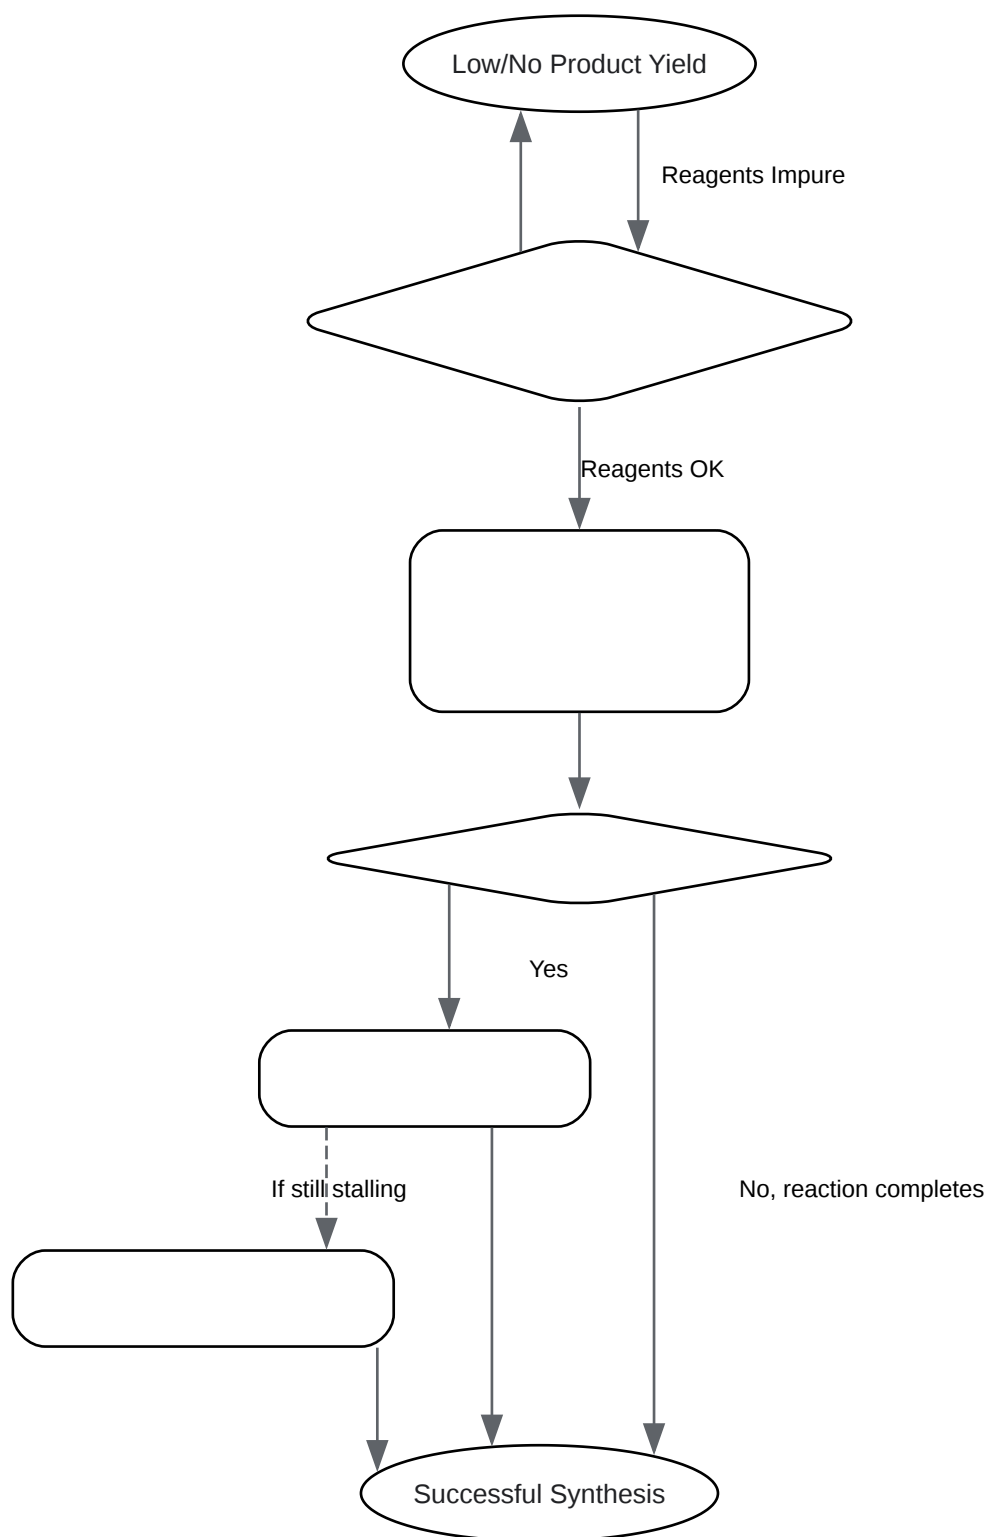 Low/No Product Yield
Reagents Impure
Reagents OK
Yes
If still stalling
No, reaction completes
Successful Synthesis